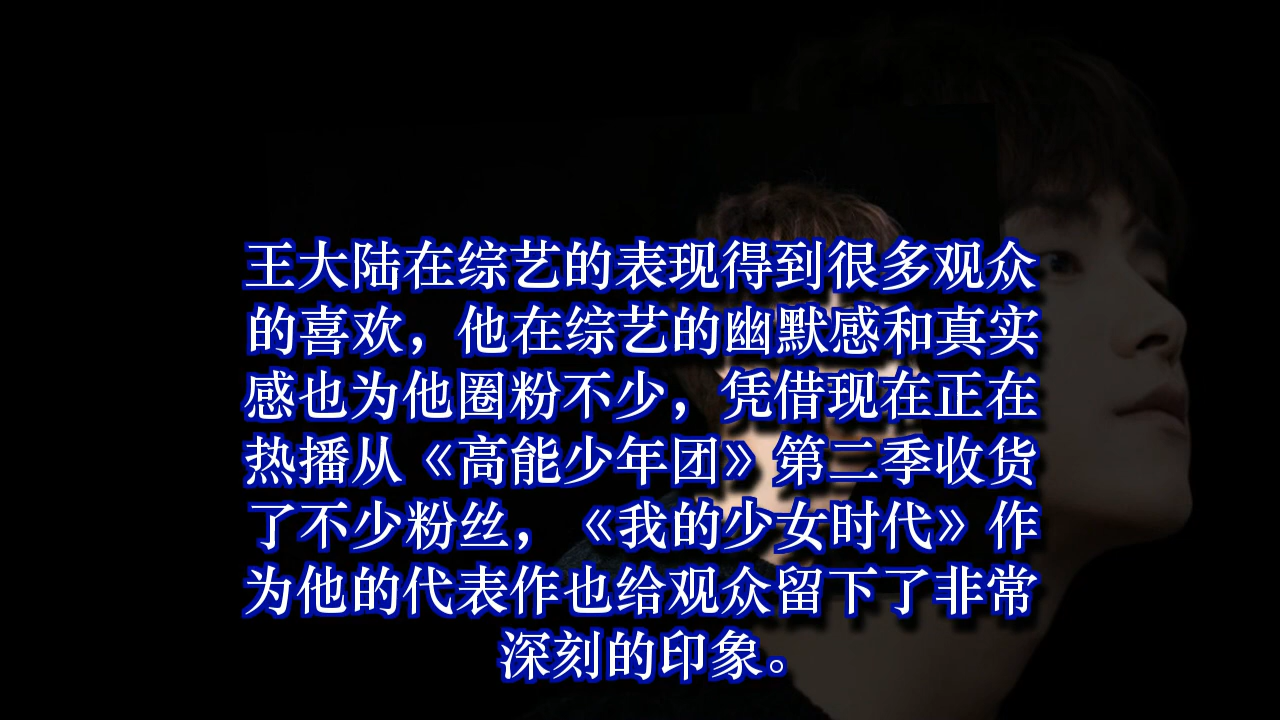 王大陆在综艺的表现得到很多观众
的喜欢，他在综艺的幽默感和真实
感也为他圈粉不少，凭借现在正在
热播从《高能少年团》第二季收货
了不少粉丝，《我的少女时代》作
为他的代表作也给观众留下了非常
深刻的印象。